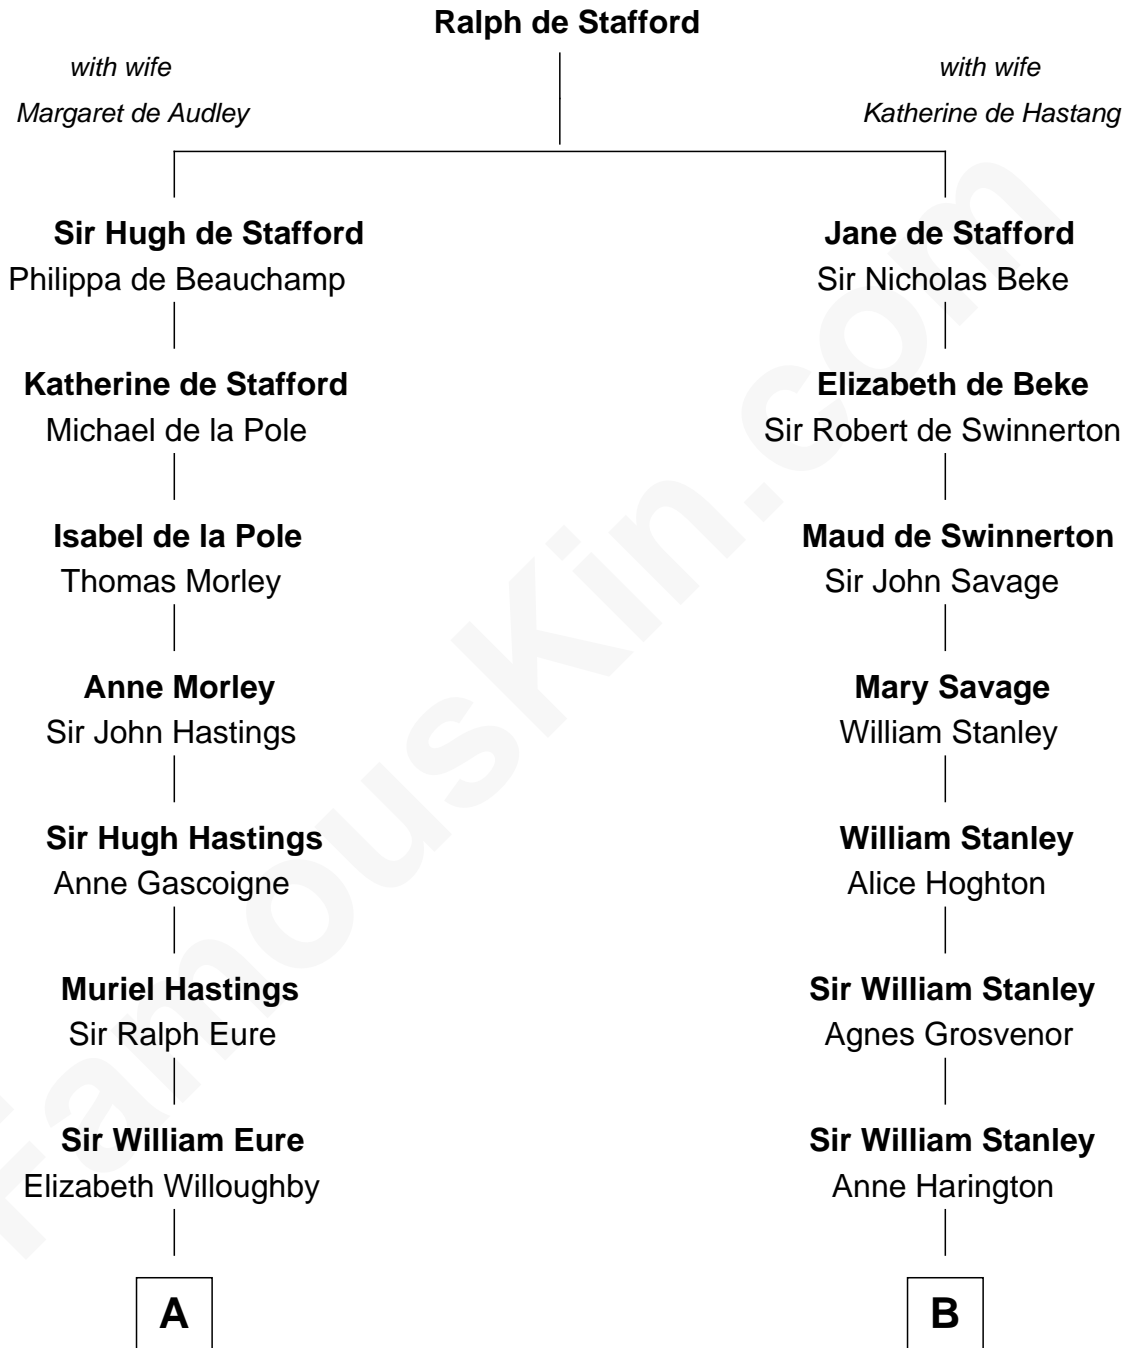 Ralph de Stafford
with wife
Margaret de Audley
with wife
Katherine de Hastang
Sir Hugh de Stafford
Philippa de Beauchamp
Jane de Stafford
Sir Nicholas Beke
Katherine de Stafford
Michael de la Pole
Elizabeth de Beke
Sir Robert de Swinnerton
Isabel de la Pole
Thomas Morley
Maud de Swinnerton
Sir John Savage
Anne Morley
Sir John Hastings
Mary Savage
William Stanley
Sir Hugh Hastings
Anne Gascoigne
William Stanley
Alice Hoghton
Muriel Hastings
Sir Ralph Eure
Sir William Stanley
Agnes Grosvenor
Sir William Eure
Elizabeth Willoughby
Sir William Stanley
Anne Harington
A
B
FamousKin.com